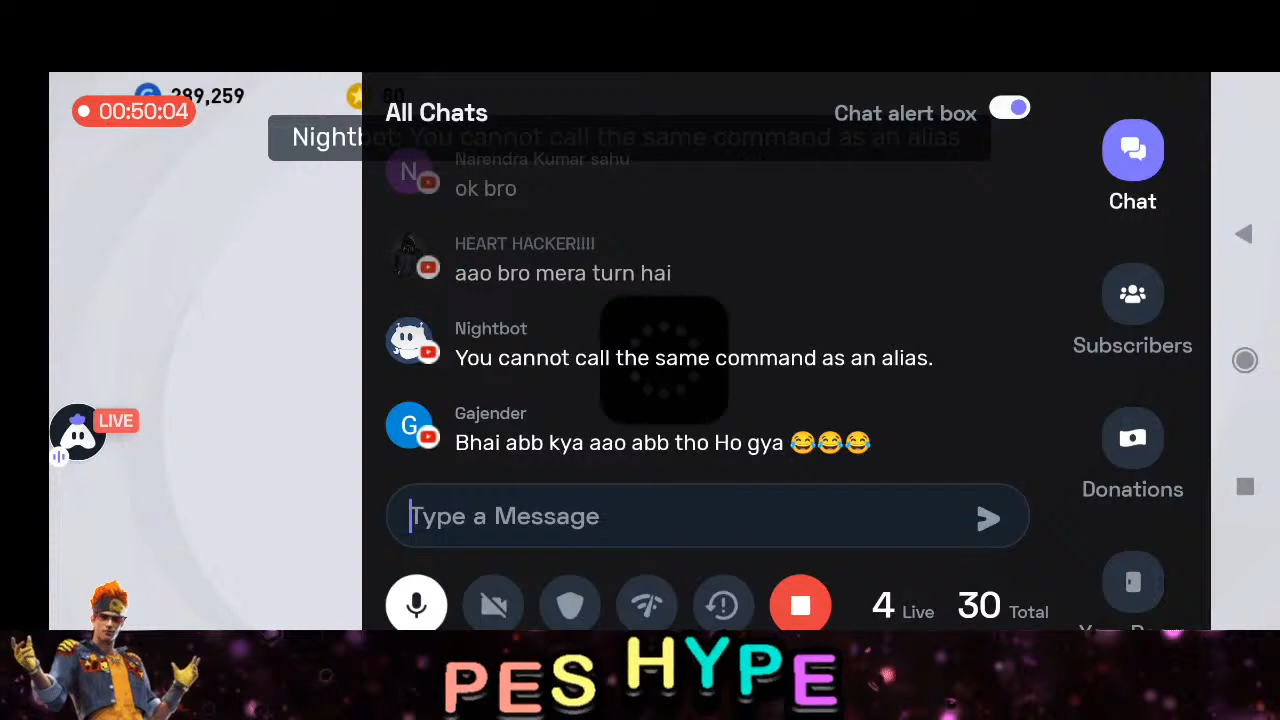 289,259
80
00:50:04
All Chats
Chat alert box
Nightbot: You cannot call the same command as an alias
Narendra Kumar sahu
ok bro
HEART HACKER!!!!
aao bro mera turn hai
Nightbot
You cannot call the same command as an alias.
Gajender
Bhai abb kya aao abb tho Ho gya 😂😂😂
Type a Message
4 Live 30 Total
Chat
Subscribers
Donations
LIVE
N
G
PES HYPE